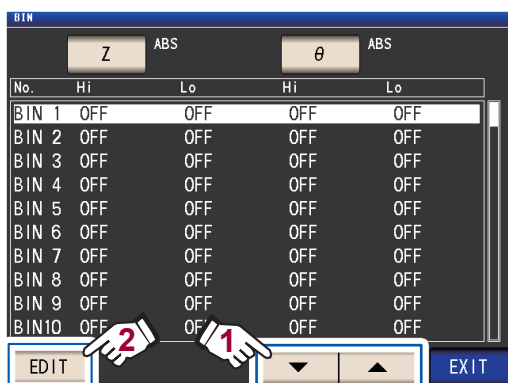 BIN
Z ABS θ ABS
No. Hi Lo Hi Lo
BIN 1 OFF OFF OFF OFF
BIN 2 OFF OFF OFF OFF
BIN 3 OFF OFF OFF OFF
BIN 4 OFF OFF OFF OFF
BIN 5 OFF OFF OFF OFF
BIN 6 OFF OFF OFF OFF
BIN 7 OFF OFF OFF OFF
BIN 8 OFF OFF OFF OFF
BIN 9 OFF OFF OFF OFF
BIN10 OFF OFF OFF OFF
2 1
EDIT ▼ ▲ EXIT